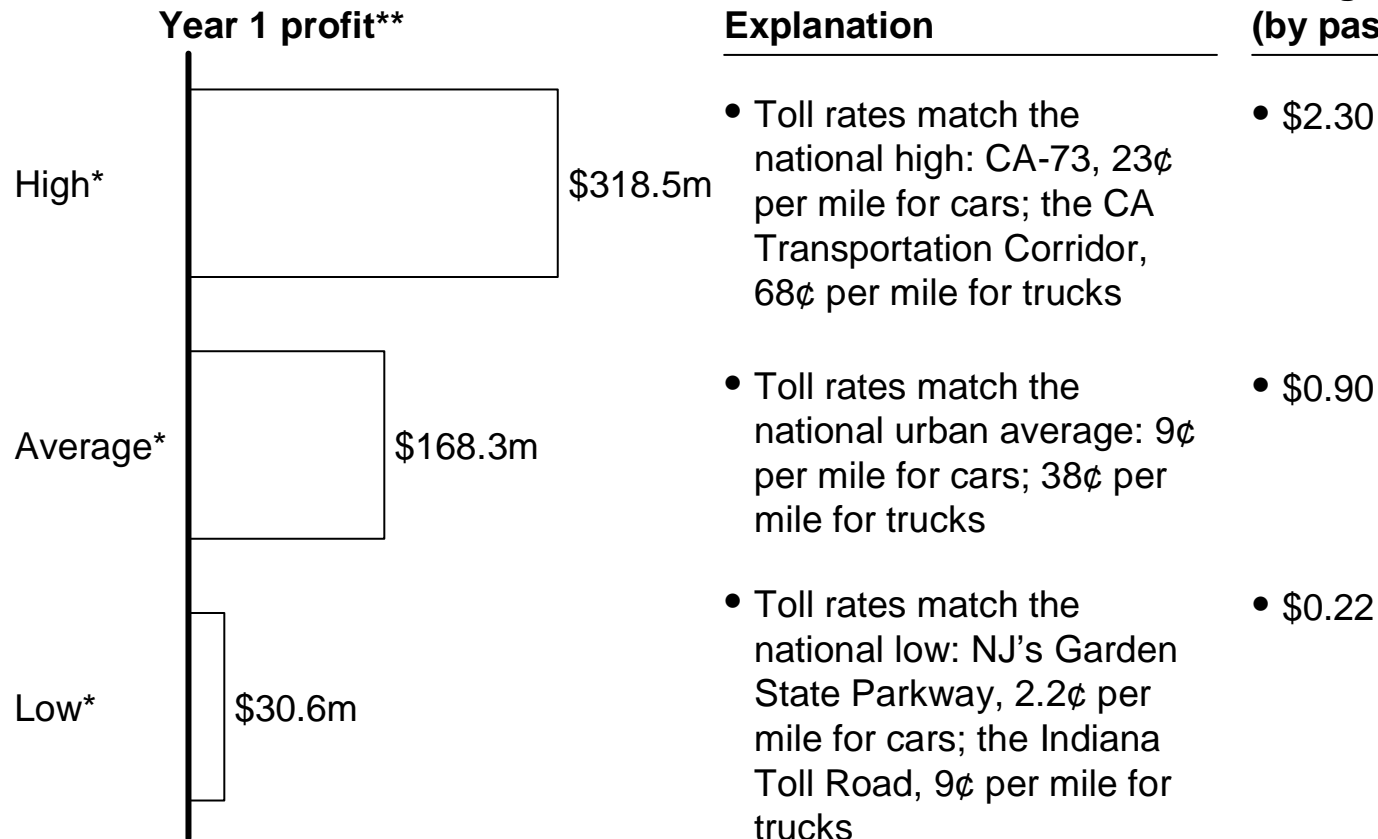 Year 1 profit**
Explanation
(by pas
High*
$318.5m
• Toll rates match the
national high: CA-73, 23¢
per mile for cars; the CA
Transportation Corridor,
68¢ per mile for trucks
• $2.30
Average*
$168.3m
• Toll rates match the
national urban average: 9¢
per mile for cars; 38¢ per
mile for trucks
• $0.90
Low*
$30.6m
• Toll rates match the
national low: NJ’s Garden
State Parkway, 2.2¢ per
mile for cars; the Indiana
Toll Road, 9¢ per mile for
trucks
• $0.22